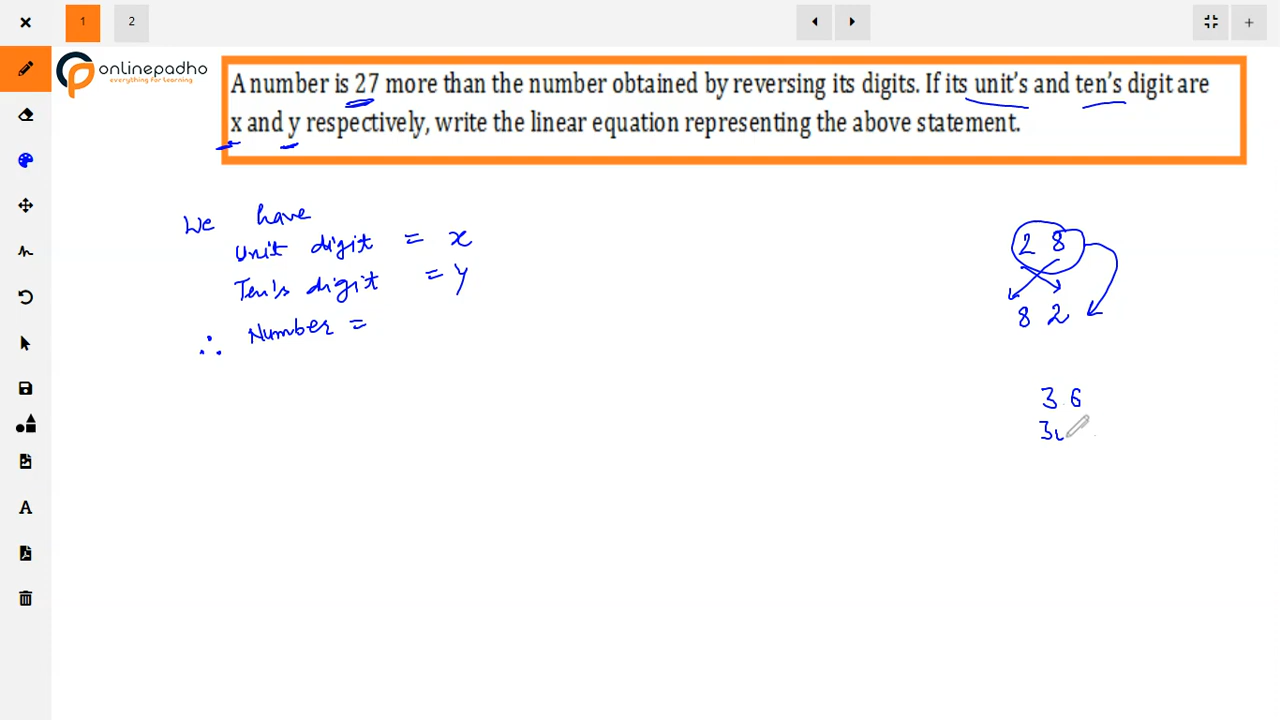 1 2
onlinepadho
everything for learning
A number is 27 more than the number obtained by reversing its digits. If its unit's and ten's digit are
x and y respectively, write the linear equation representing the above statement.
We have
Unit digit = x
Ten's digit = y
∴ Number =
2 8
8 2
3 6
3
A